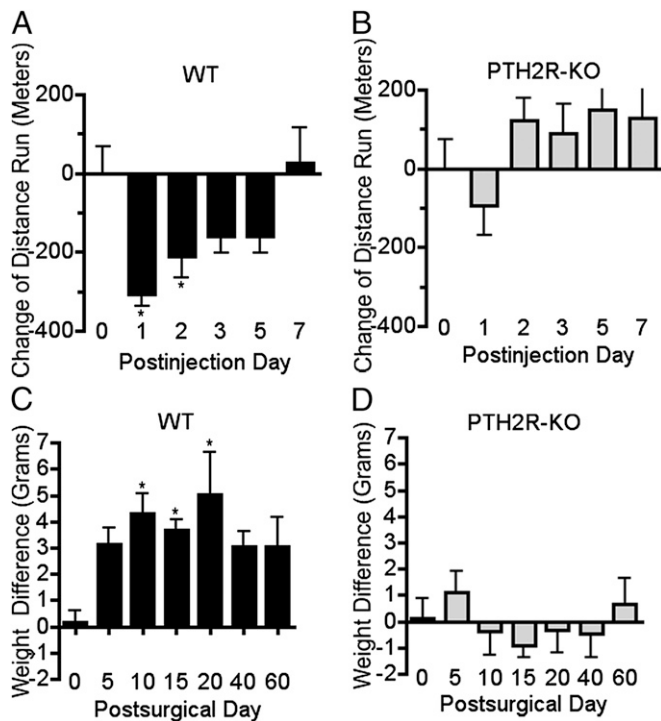 A
WT
Change of Distance Run (Meters)
200
0
-200
-400
* *
0 1 2 3 5 7
Postinjection Day
B
PTH2R-KO
Change of Distance Run (Meters)
200
0
-200
-400
0 1 2 3 5 7
Postinjection Day
C
WT
Weight Difference (Grams)
7
6
5
4
3
2
1
0
-1
-2
* * *
0 5 10 15 20 40 60
Postsurgical Day
D
PTH2R-KO
Weight Difference (Grams)
7
6
5
4
3
2
1
0
-1
-2
0 5 10 15 20 40 60
Postsurgical Day